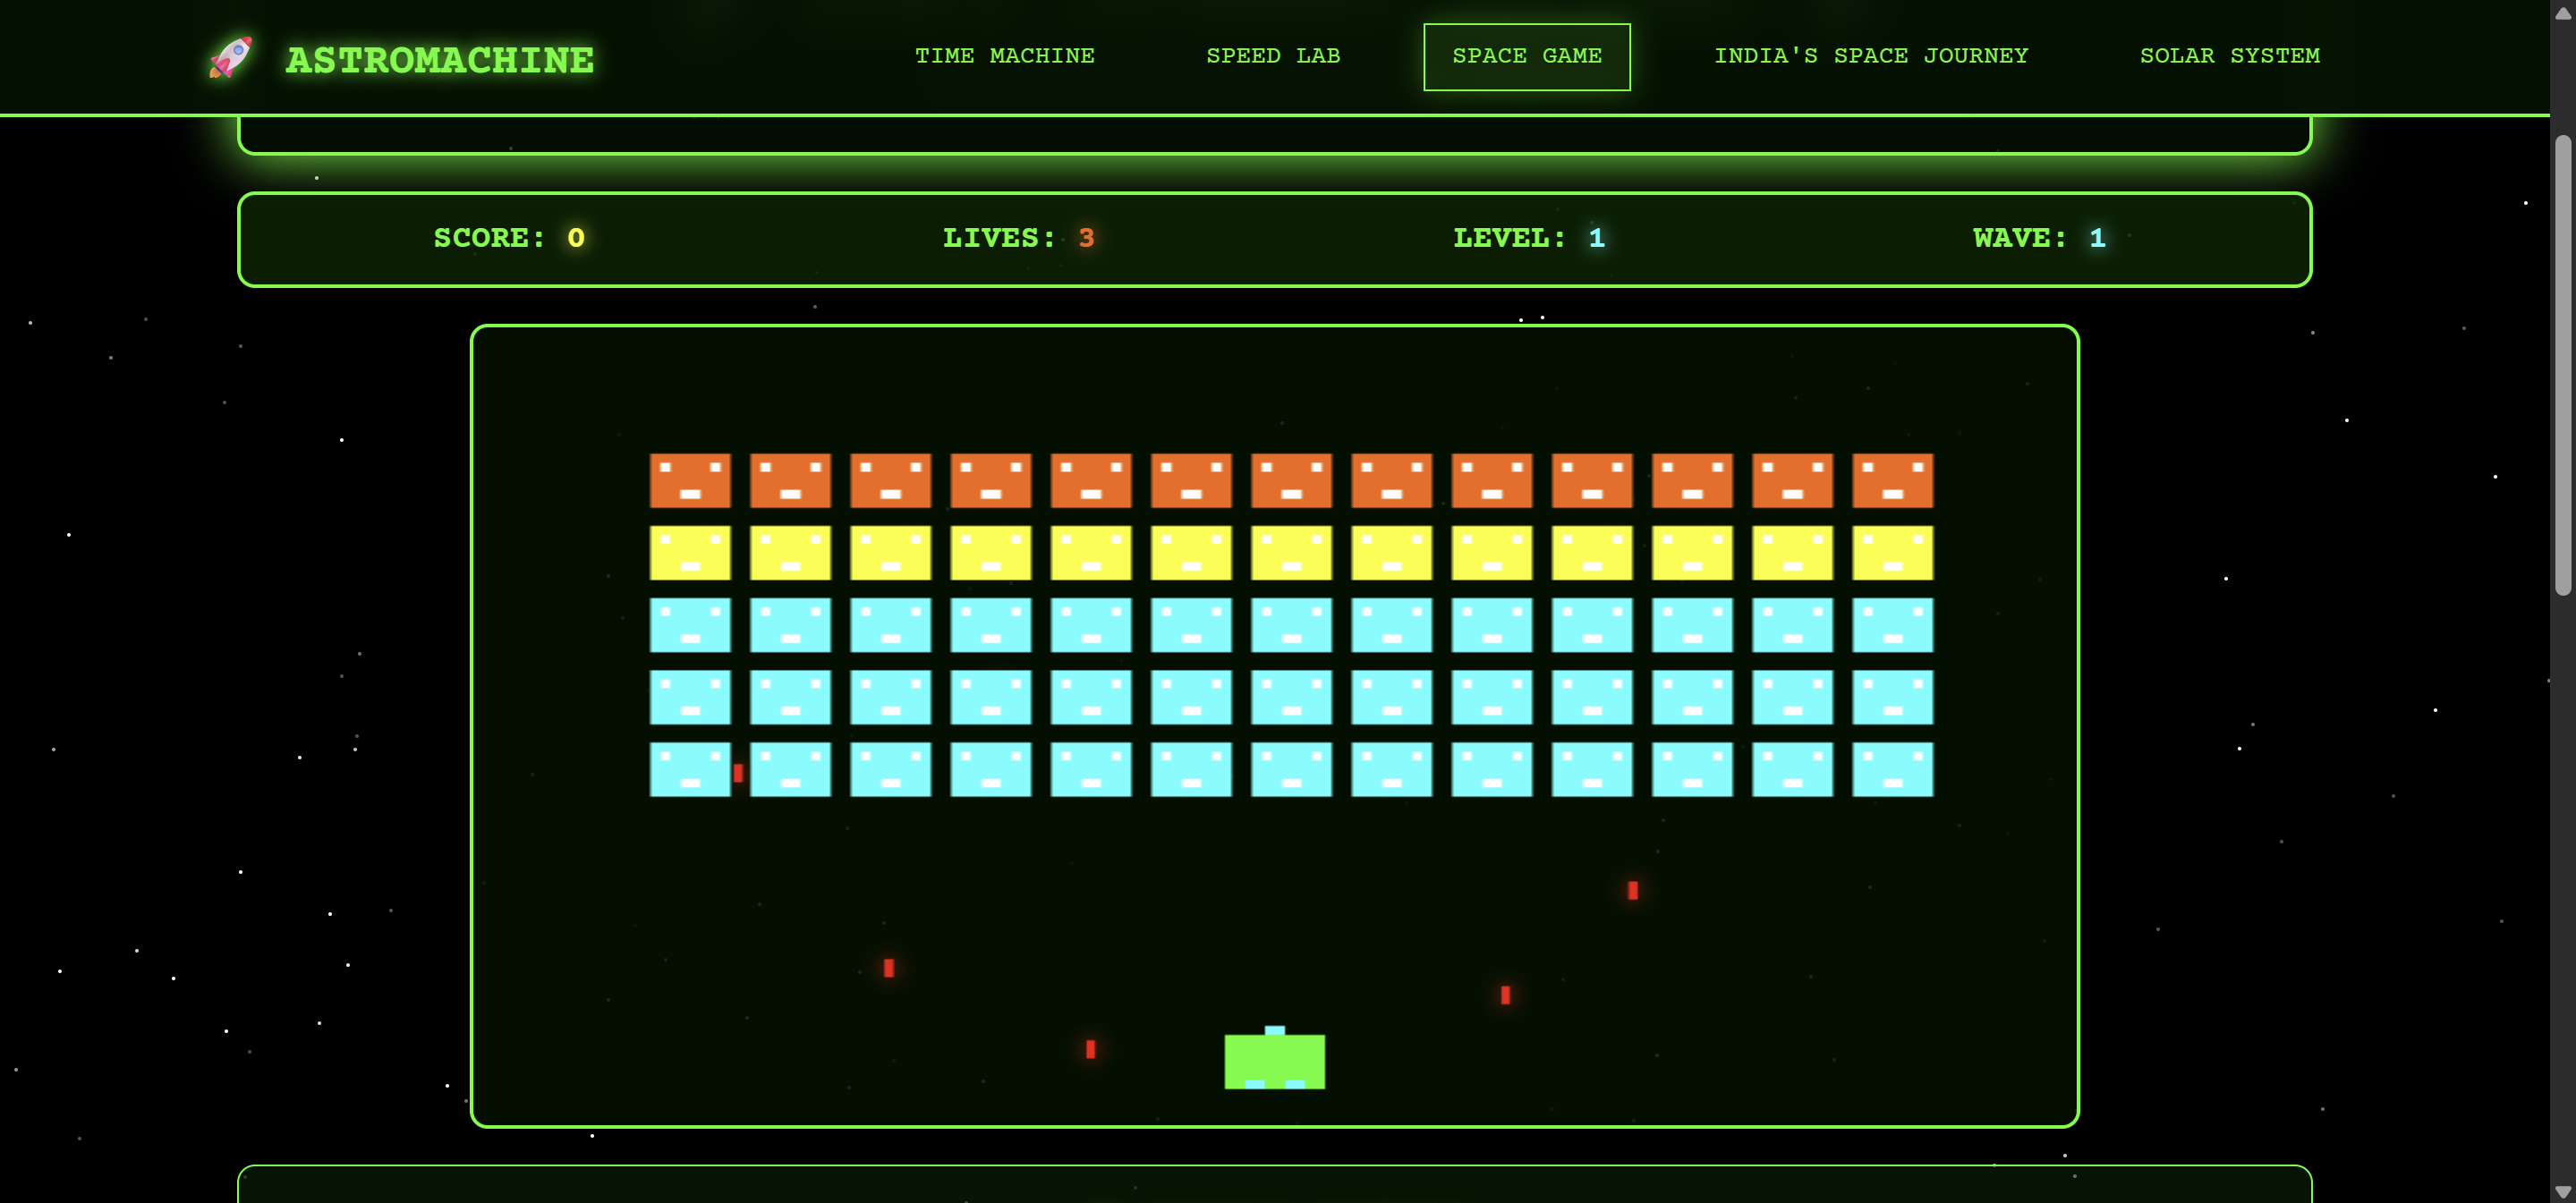 ASTROMACHINE
TIME MACHINE
SPEED LAB
SPACE GAME
INDIA'S SPACE JOURNEY
SOLAR SYSTEM
SCORE: 0
LIVES: 3
LEVEL: 1
WAVE: 1